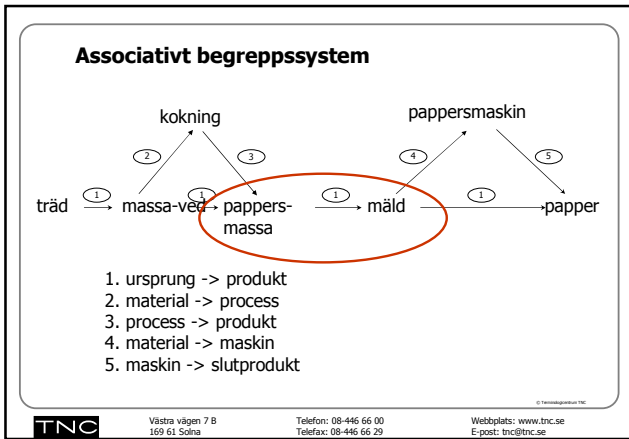 Associativt begreppssystem
kokning
pappersmaskin
2
3
4
5
träd
1
massa-ved
1
pappers-
massa
1
mäld
1
papper
1. ursprung -> produkt
2. material -> process
3. process -> produkt
4. material -> maskin
5. maskin -> slutprodukt
© Terminologicentrum TNC
TNC
Västra vägen 7 B
169 61 Solna
Telefon: 08-446 66 00
Telefax: 08-446 66 29
Webbplats: www.tnc.se
E-post: tnc@tnc.se